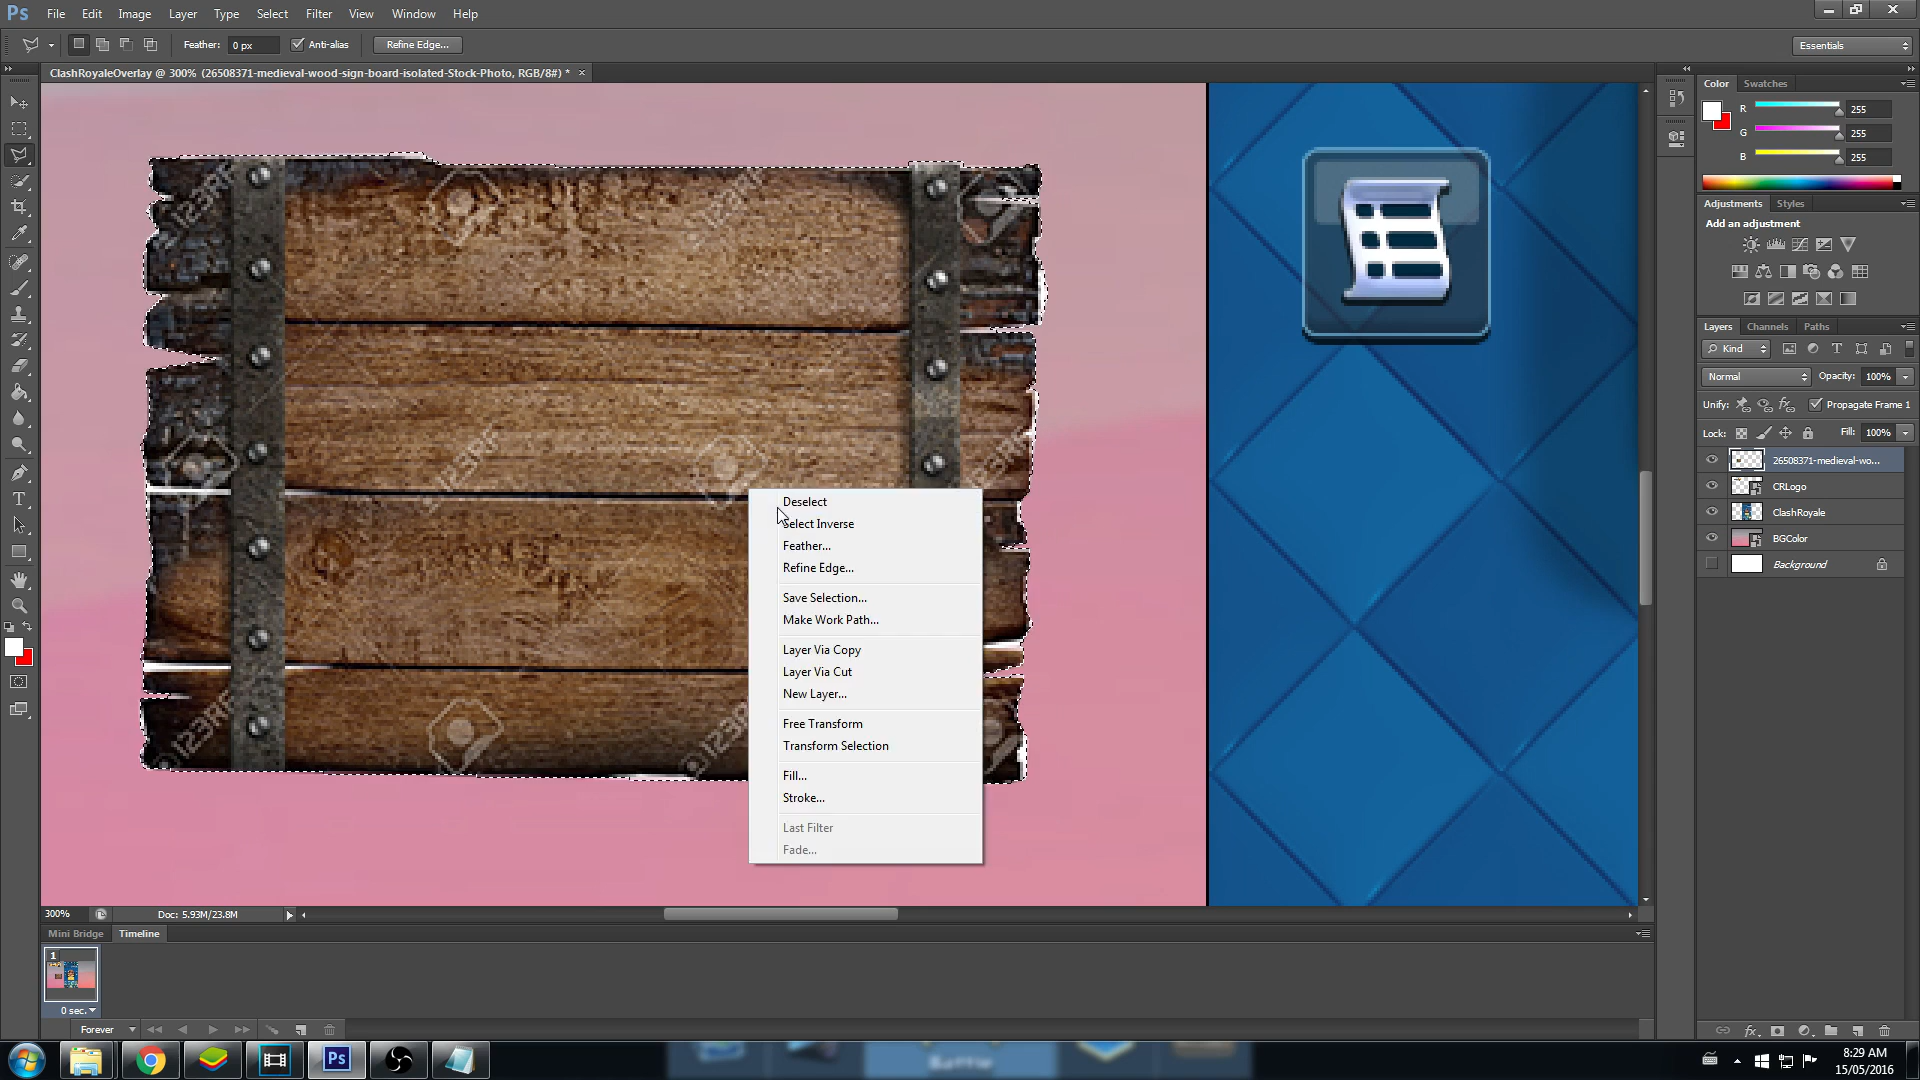 Ps File Edit Image Layer Type Select Filter View Window Help
Feather: 0 px Anti-alias Refine Edge... Essentials
ClashRoyaleOverlay @ 300% (26508371-medieval-wood-sign-board-isolated-Stock-Photo, RGB/8#) * ×
Color Swatches
R 255
G 255
B 255
Adjustments Styles
Add an adjustment
Layers Channels Paths
Kind
Normal Opacity: 100%
Unify: Propagate Frame 1
Lock: Fill: 100%
26508371-medieval-wo...
CRLogo
ClashRoyale
BGColor
Background
123RF
Deselect
Select Inverse
Feather...
Refine Edge...
Save Selection...
Make Work Path...
Layer Via Copy
Layer Via Cut
New Layer...
Free Transform
Transform Selection
Fill...
Stroke...
Last Filter
Fade...
300% Doc: 5.93M/23.8M
Mini Bridge Timeline
1
0 sec.
Forever
Ps
Battle
8:29 AM
15/05/2016